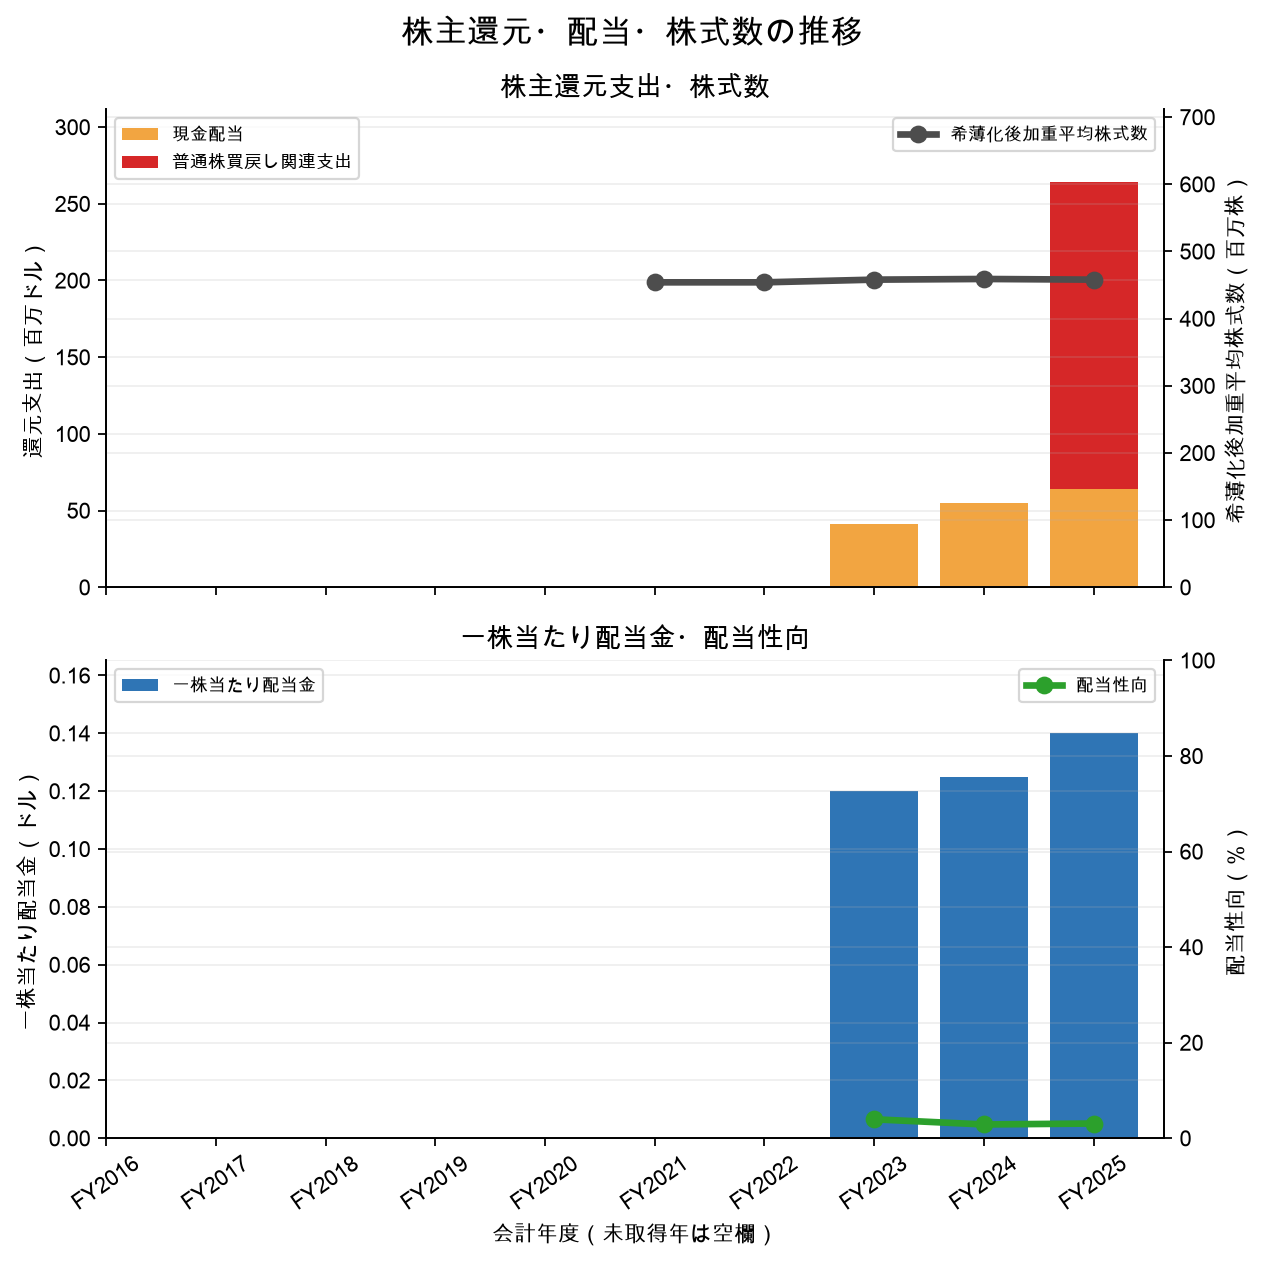 株主還元・配当・株式数の推移
株主還元支出・株式数
現金配当
普通株買戻し関連支出
希薄化後加重平均株式数
300
250
200
150
100
50
0
還元支出（百万ドル）
700
600
500
400
300
200
100
0
希薄化後加重平均株式数（百万株）
一株当たり配当金・配当性向
一株当たり配当金
配当性向
0.16
0.14
0.12
0.10
0.08
0.06
0.04
0.02
0.00
一株当たり配当金（ドル）
100
80
60
40
20
0
配当性向（%）
FY2016
FY2017
FY2018
FY2019
FY2020
FY2021
FY2022
FY2023
FY2024
FY2025
会計年度（未取得年は空欄）